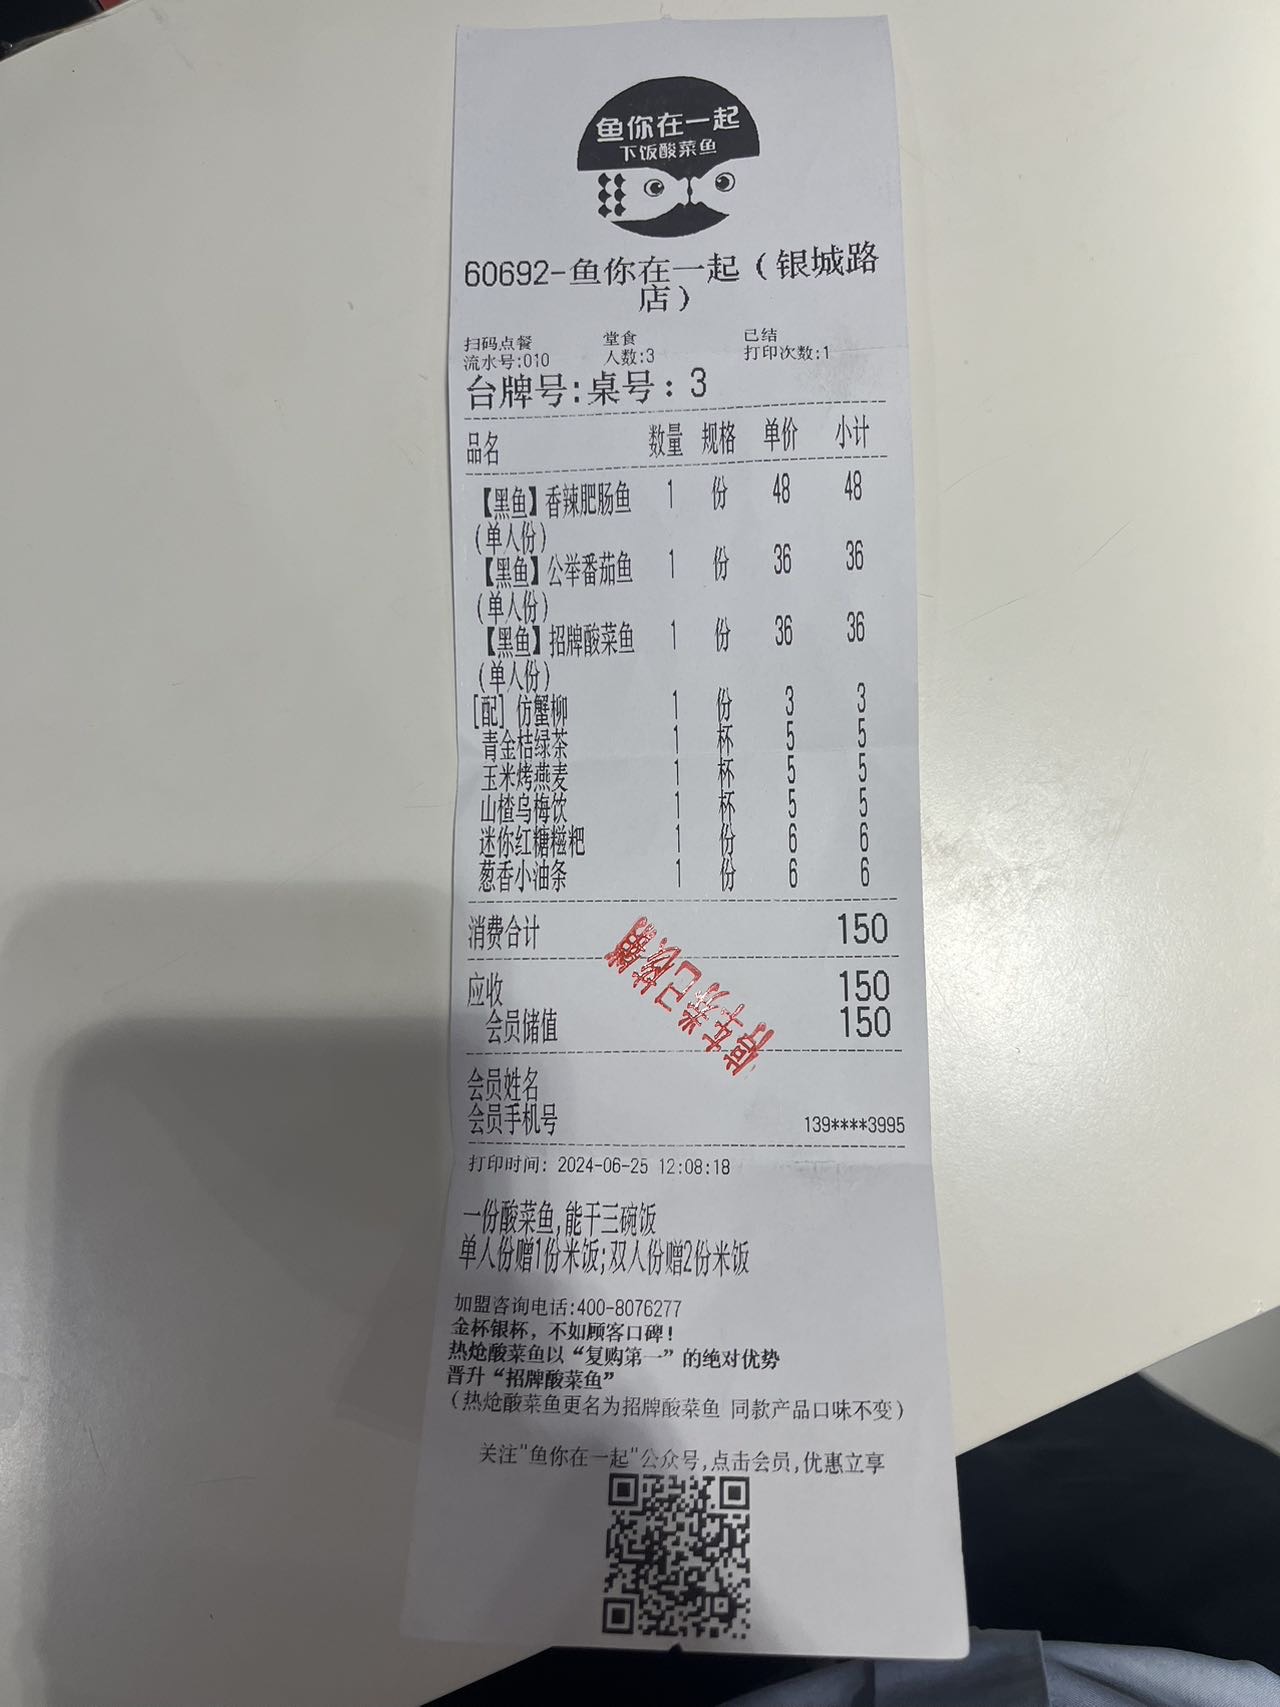 鱼你在一起
下饭酸菜鱼
60692-鱼你在一起（银城路
店）
扫码点餐 堂食 已结
流水号:010 人数:3 打印次数:1
台牌号:桌号：3
品名 数量 规格 单价 小计
【黑鱼】香辣肥肠鱼 1 份 48 48
(单人份)
【黑鱼】公举番茄鱼 1 份 36 36
(单人份)
【黑鱼】招牌酸菜鱼 1 份 36 36
(单人份)
[配] 仿蟹柳 1 份 3 3
青金桔绿茶 1 杯 5 5
玉米烤燕麦 1 杯 5 5
山楂乌梅饮 1 杯 5 5
迷你红糖糍粑 1 份 6 6
葱香小油条 1 份 6 6
消费合计 150
应收 150
会员储值 150
停车券已核销
会员姓名
会员手机号 139****3995
打印时间: 2024-06-25 12:08:18
一份酸菜鱼,能干三碗饭
单人份赠1份米饭;双人份赠2份米饭
加盟咨询电话:400-8076277
金杯银杯，不如顾客口碑！
热炝酸菜鱼以“复购第一”的绝对优势
晋升“招牌酸菜鱼”
(热炝酸菜鱼更名为招牌酸菜鱼 同款产品口味不变)
关注"鱼你在一起"公众号,点击会员,优惠立享